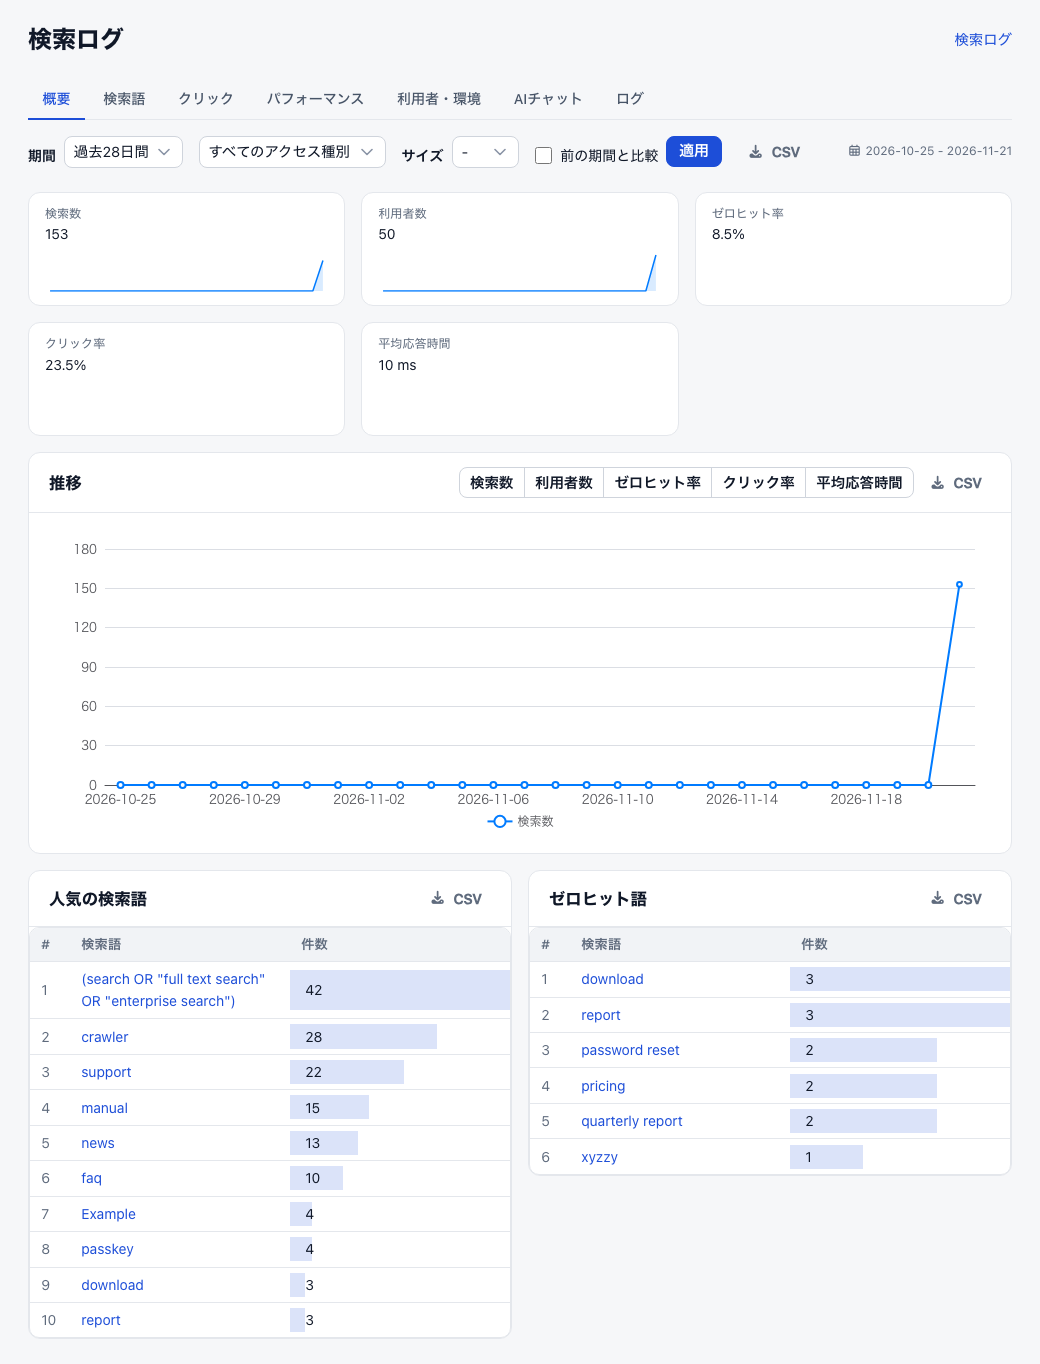 検索ログ
検索ログ
概要 検索語 クリック パフォーマンス 利用者・環境 AIチャット ログ
期間 過去28日間 すべてのアクセス種別 サイズ - 前の期間と比較 適用 CSV 2026-10-25 - 2026-11-21
検索数
153
利用者数
50
ゼロヒット率
8.5%
クリック率
23.5%
平均応答時間
10 ms
推移
検索数 利用者数 ゼロヒット率 クリック率 平均応答時間 CSV
180
150
120
90
60
30
0
2026-10-25 2026-10-29 2026-11-02 2026-11-06 2026-11-10 2026-11-14 2026-11-18
検索数
人気の検索語 CSV
# 検索語 件数
1 (search OR "full text search" 42
OR "enterprise search")
2 crawler 28
3 support 22
4 manual 15
5 news 13
6 faq 10
7 Example 4
8 passkey 4
9 download 3
10 report 3
ゼロヒット語 CSV
# 検索語 件数
1 download 3
2 report 3
3 password reset 2
4 pricing 2
5 quarterly report 2
6 xyzzy 1